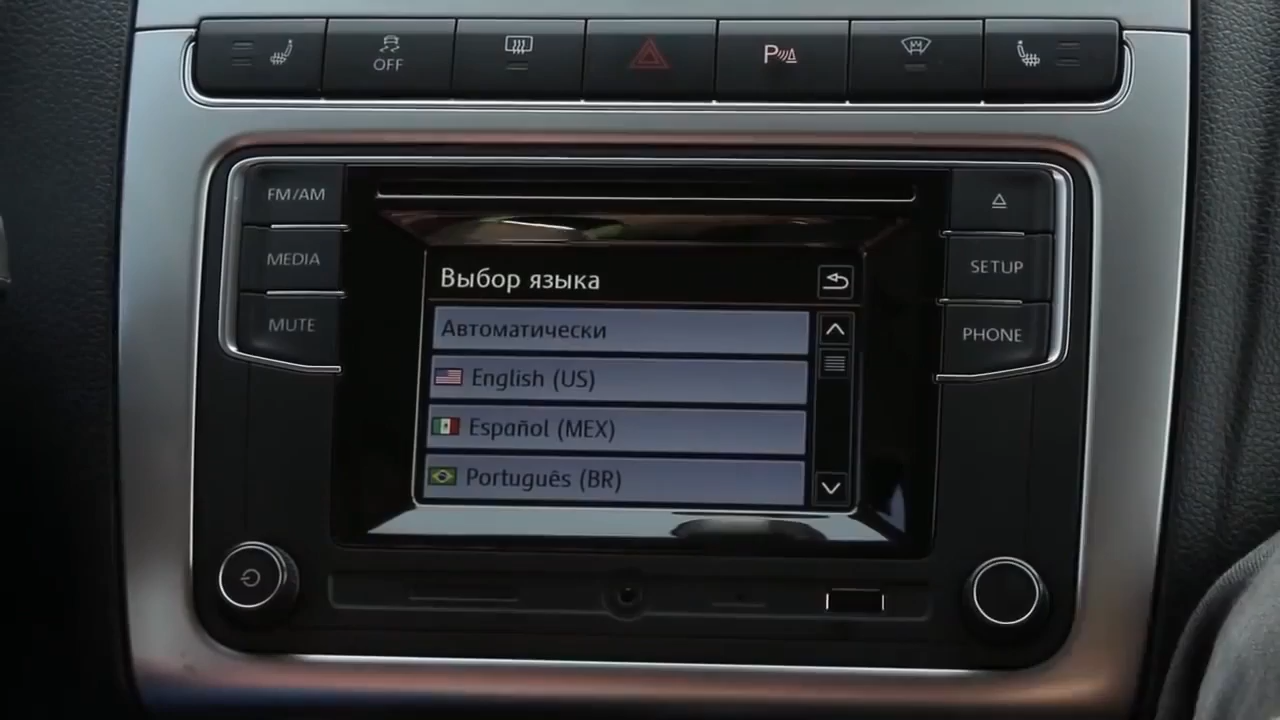 OFF
P
FM/AM
MEDIA
MUTE
SETUP
PHONE
Выбор языка
Автоматически
English (US)
Español (MEX)
Português (BR)